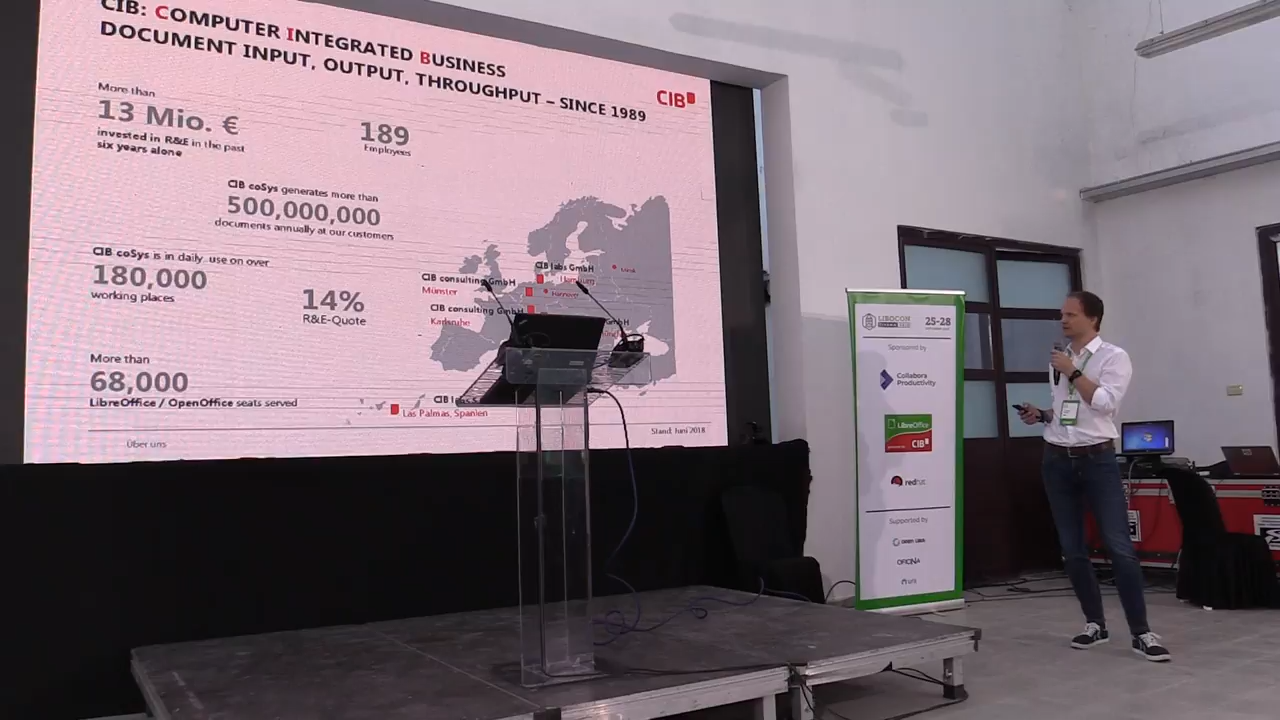 CIB: COMPUTER INTEGRATED BUSINESS
DOCUMENT INPUT, OUTPUT, THROUGHPUT – SINCE 1989
CIB
More than
13 Mio. €
invested in R&E in the past
six years alone
189
Employees
CIB coSys generates more than
500,000,000
documents annually at our customers
CIB coSys is in daily use on over
180,000
working places
14%
R&E-Quote
More than
68,000
LibreOffice / OpenOffice seats served
CIB labs GmbH
Hamburg
Minsk
CIB consulting GmbH
Münster
Hannover
CIB consulting GmbH
Karlsruhe
Las Palmas, Spanien
Über uns
Stand: Juni 2018
LIBOCON
25-28
Sponsored by
Collabora
Productivity
LibreOffice
CIB
redhat
Supported by
OFICINA